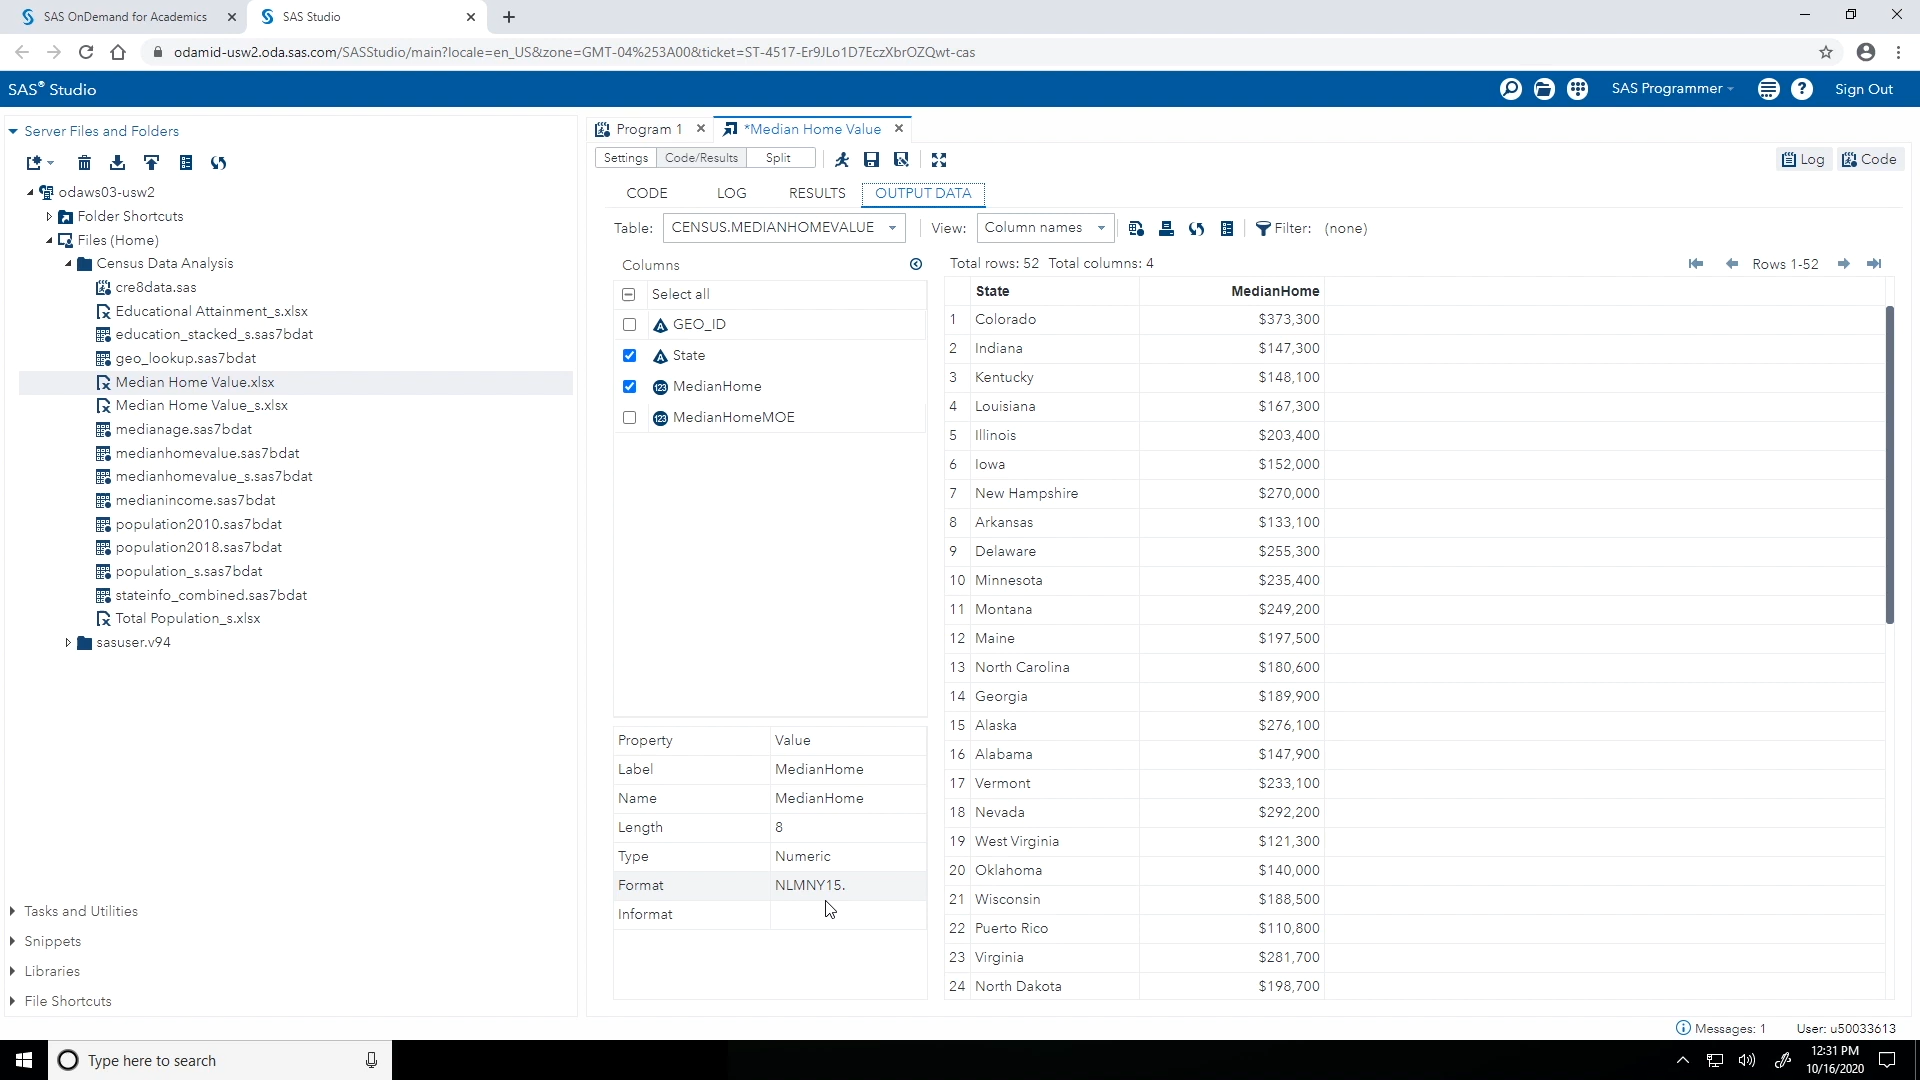 SAS OnDemand for Academics
SAS Studio
odamid-usw2.oda.sas.com/SASStudio/main?locale=en_US&zone=GMT-04%253A00&ticket=ST-4517-Er9JLo1D7EczXbrOZQwt-cas
SAS® Studio
SAS Programmer
Sign Out
Server Files and Folders
odaws03-usw2
Folder Shortcuts
Files (Home)
Census Data Analysis
cre8data.sas
Educational Attainment_s.xlsx
education_stacked_s.sas7bdat
geo_lookup.sas7bdat
Median Home Value.xlsx
Median Home Value_s.xlsx
medianage.sas7bdat
medianhomevalue.sas7bdat
medianhomevalue_s.sas7bdat
medianincome.sas7bdat
population2010.sas7bdat
population2018.sas7bdat
population_s.sas7bdat
stateinfo_combined.sas7bdat
Total Population_s.xlsx
sasuser.v94
Tasks and Utilities
Snippets
Libraries
File Shortcuts
Program 1
*Median Home Value
Settings Code/Results Split
Log Code
CODE LOG RESULTS OUTPUT DATA
Table: CENSUS.MEDIANHOMEVALUE View: Column names Filter: (none)
Columns
Select all
GEO_ID
State
123 MedianHome
123 MedianHomeMOE
Property Value
Label MedianHome
Name MedianHome
Length 8
Type Numeric
Format NLMNY15.
Informat
Total rows: 52 Total columns: 4
Rows 1-52
State MedianHome
1 Colorado $373,300
2 Indiana $147,300
3 Kentucky $148,100
4 Louisiana $167,300
5 Illinois $203,400
6 Iowa $152,000
7 New Hampshire $270,000
8 Arkansas $133,100
9 Delaware $255,300
10 Minnesota $235,400
11 Montana $249,200
12 Maine $197,500
13 North Carolina $180,600
14 Georgia $189,900
15 Alaska $276,100
16 Alabama $147,900
17 Vermont $233,100
18 Nevada $292,200
19 West Virginia $121,300
20 Oklahoma $140,000
21 Wisconsin $188,500
22 Puerto Rico $110,800
23 Virginia $281,700
24 North Dakota $198,700
Messages: 1 User: u50033613
Type here to search
12:31 PM
10/16/2020